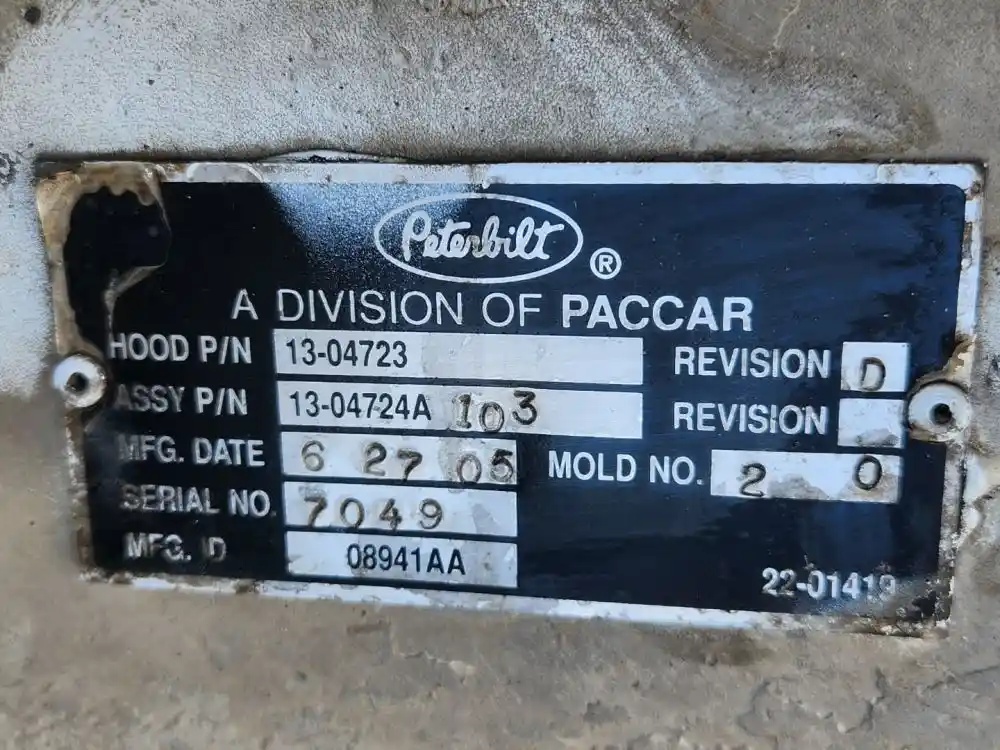 Peterbilt ®
A DIVISION OF PACCAR
HOOD P/N 13-04723 REVISION D
ASSY P/N 13-04724A 103 REVISION
MFG. DATE 6 27 05 MOLD NO. 2 0
SERIAL NO. 7049
MFG. ID 08941AA
22-01419